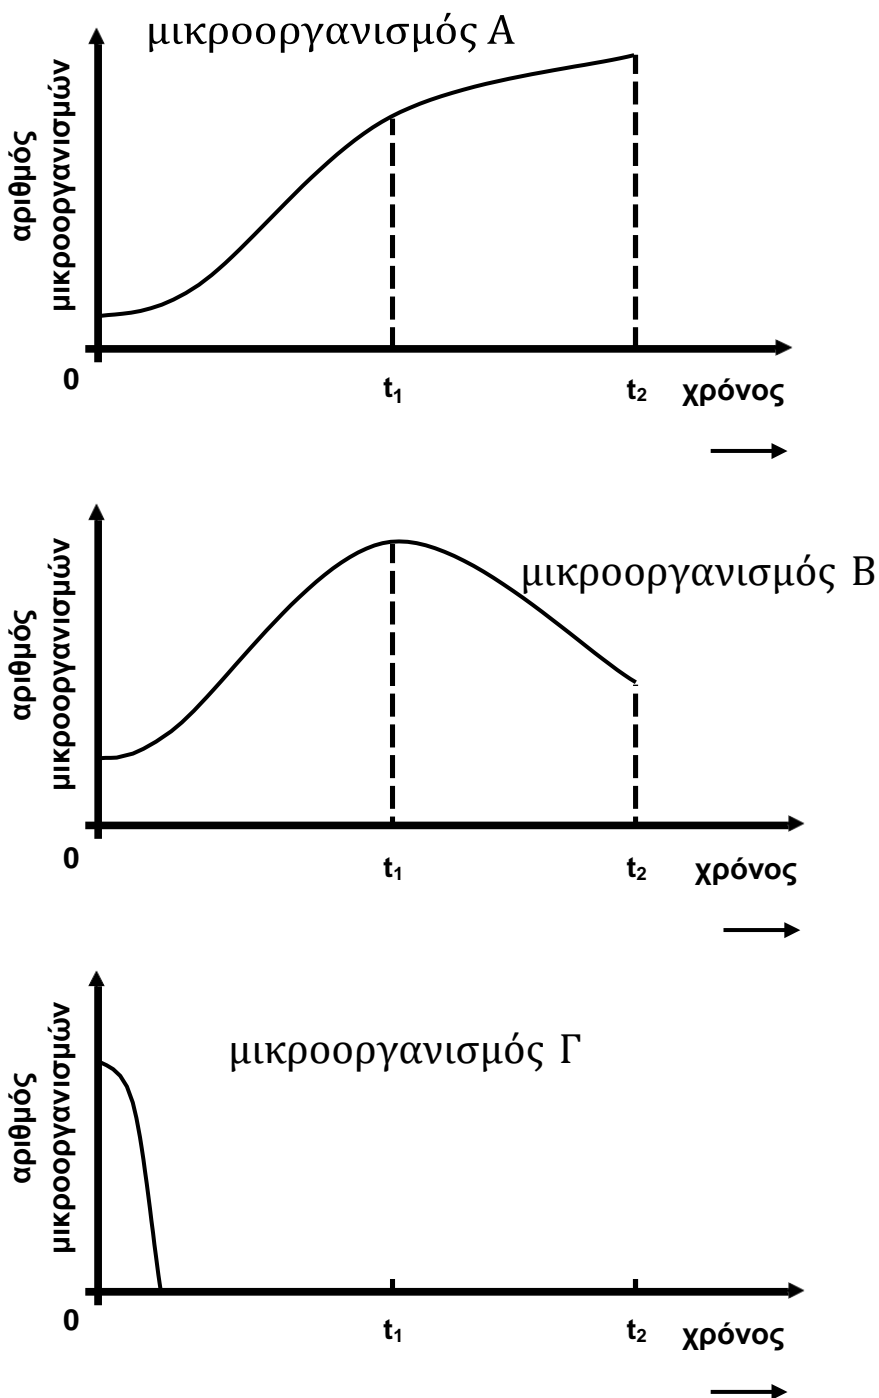 μικροοργανισμός Α
αριθμός
μικροοργανισμών
0
t₁
t₂
χρόνος
μικροοργανισμός Β
αριθμός
μικροοργανισμών
0
t₁
t₂
χρόνος
μικροοργανισμός Γ
αριθμός
μικροοργανισμών
0
t₁
t₂
χρόνος